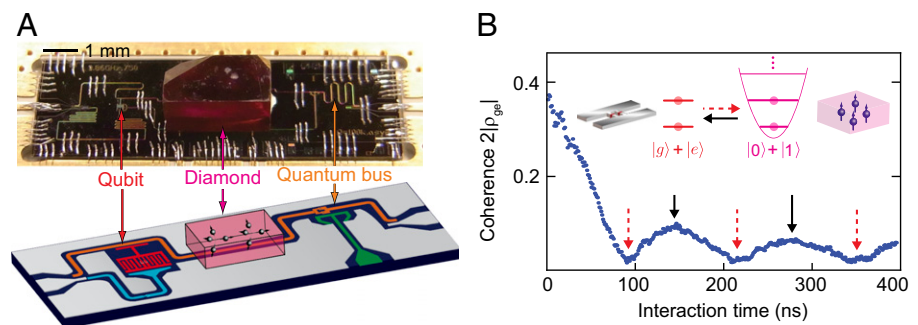 A
1 mm
Qubit
Diamond
Quantum bus
B
Coherence 2|ρge|
0.4
0.2
0
100
200
300
400
Interaction time (ns)
|g⟩ + |e⟩
|0⟩ + |1⟩